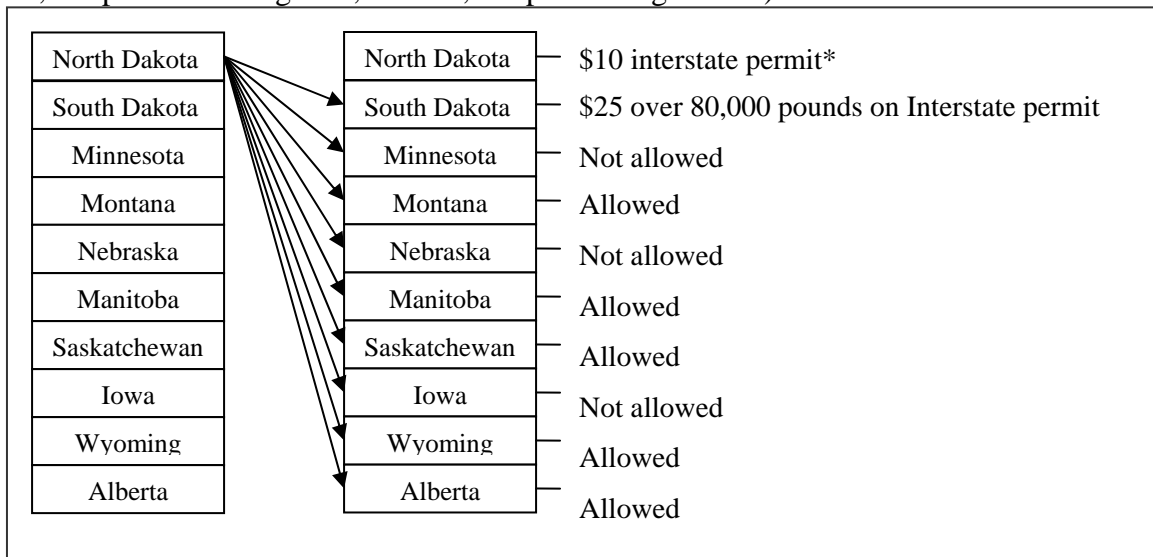 North Dakota North Dakota $10 interstate permit*
South Dakota South Dakota $25 over 80,000 pounds on Interstate permit
Minnesota Minnesota Not allowed
Montana Montana Allowed
Nebraska Nebraska Not allowed
Manitoba Manitoba Allowed
Saskatchewan Saskatchewan Allowed
Iowa Iowa Not allowed
Wyoming Wyoming Allowed
Alberta Alberta Allowed